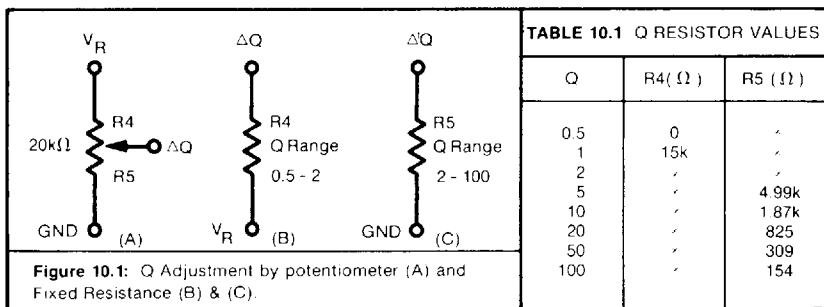 V_R
20kΩ
R4
R5
ΔQ
GND
(A)
ΔQ
R4
Q Range
0.5 - 2
V_R
(B)
ΔQ
R5
Q Range
2 - 100
GND
(C)
Figure 10.1: Q Adjustment by potentiometer (A) and
Fixed Resistance (B) & (C).
TABLE 10.1 Q RESISTOR VALUES
Q R4(Ω) R5 (Ω)
0.5 0
1 15k
2
5 4.99k
10 1.87k
20 825
50 309
100 154